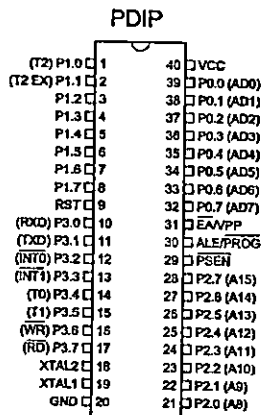 PDIP
(T2) P1.0 1 40 VCC
(T2 EX) P1.1 2 39 P0.0 (AD0)
P1.2 3 38 P0.1 (AD1)
P1.3 4 37 P0.2 (AD2)
P1.4 5 36 P0.3 (AD3)
P1.5 6 35 P0.4 (AD4)
P1.6 7 34 P0.5 (AD5)
P1.7 8 33 P0.6 (AD6)
RST 9 32 P0.7 (AD7)
(RXD) P3.0 10 31 EA/VPP
(TXD) P3.1 11 30 ALE/PROG
(INT0) P3.2 12 29 PSEN
(INT1) P3.3 13 28 P2.7 (A15)
(T0) P3.4 14 27 P2.6 (A14)
(T1) P3.5 15 26 P2.5 (A13)
(WR) P3.6 16 25 P2.4 (A12)
(RD) P3.7 17 24 P2.3 (A11)
XTAL2 18 23 P2.2 (A10)
XTAL1 19 22 P2.1 (A9)
GND 20 21 P2.0 (A8)